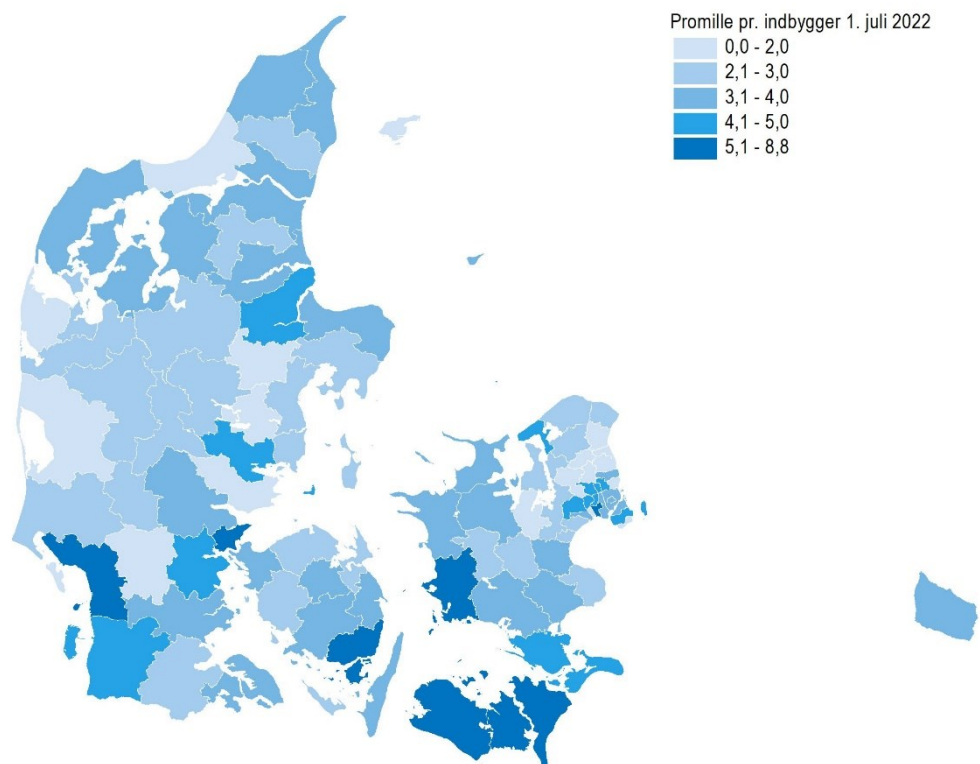 Promille pr. indbygger 1. juli 2022
0,0 - 2,0
2,1 - 3,0
3,1 - 4,0
4,1 - 5,0
5,1 - 8,8